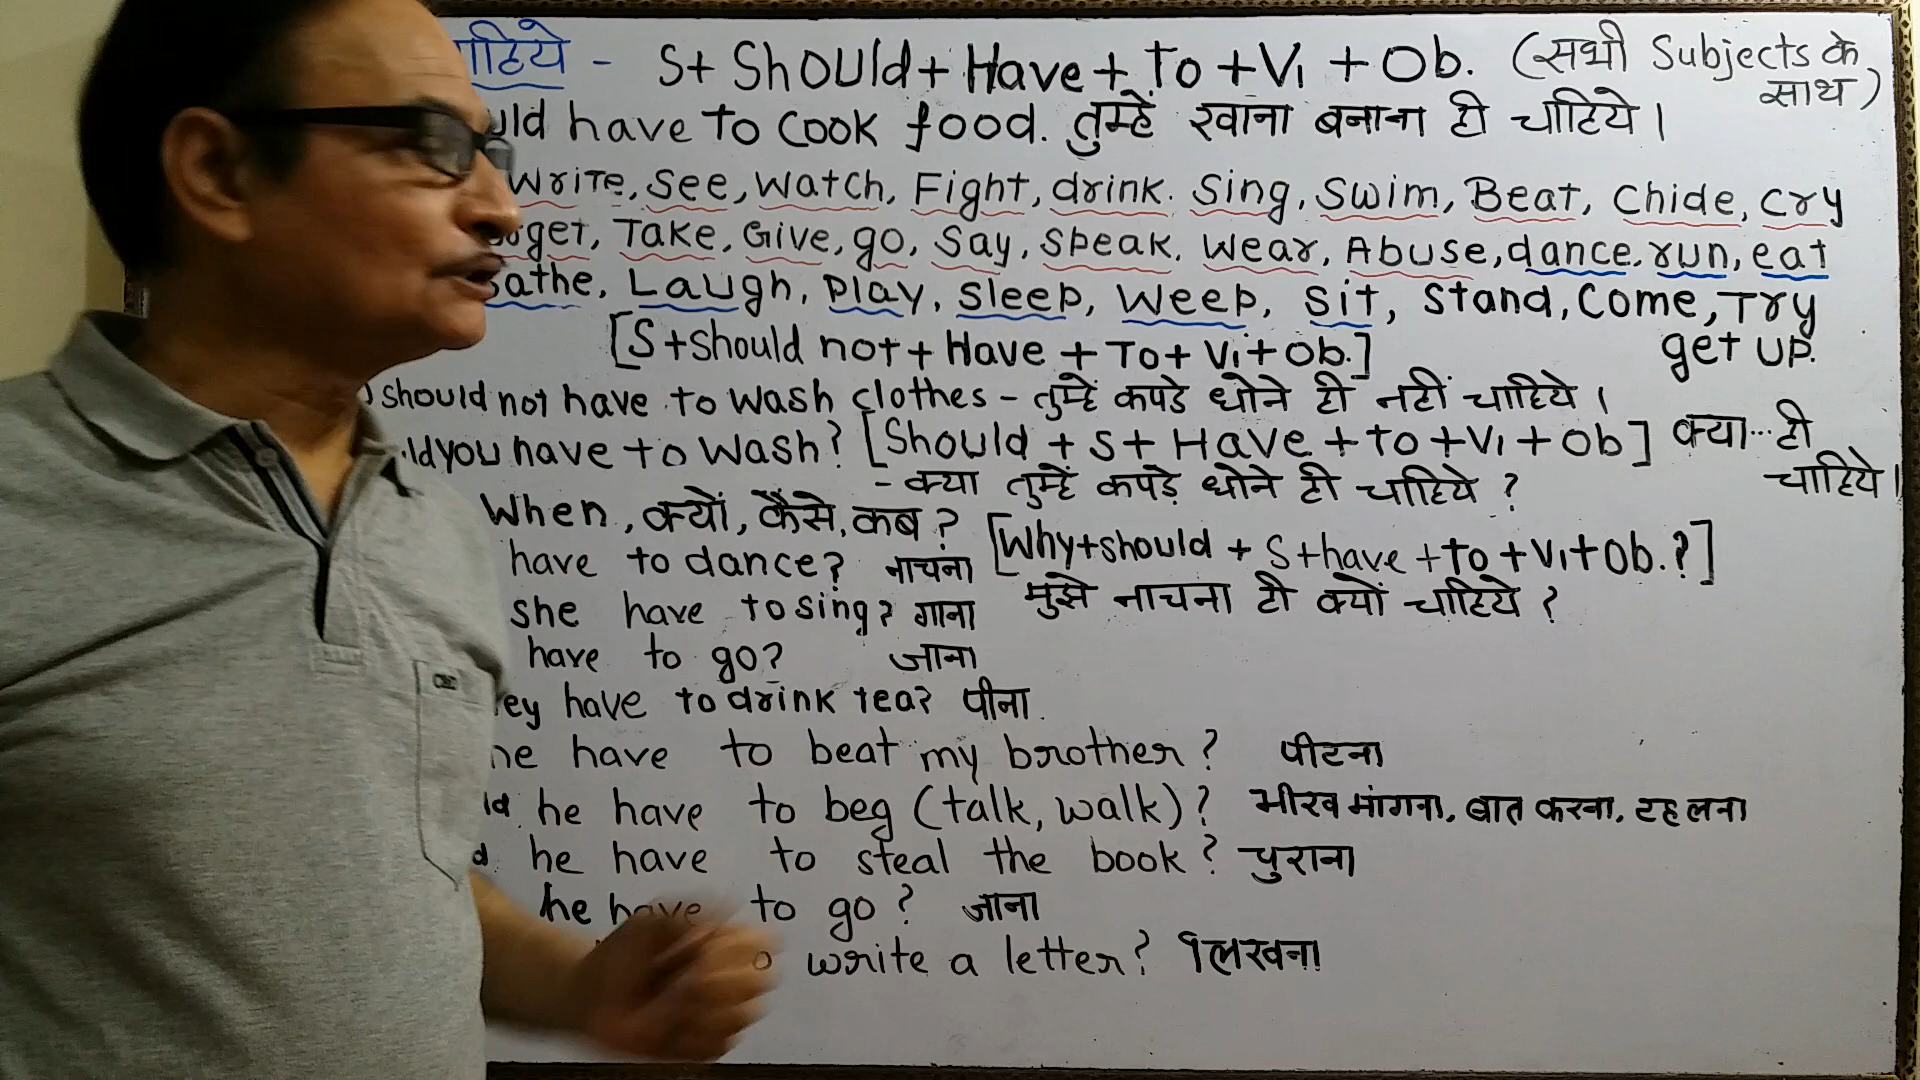 S+ Should + Have + To + V1 + Ob. (सभी Subjects के साथ)
have to cook food. तुम्हें खाना बनाना ही चाहिये।
Write, See, Watch, Fight, drink. Sing, Swim, Beat, Chide, Cry
Take, Give, go, Say, Speak, Wear, Abuse, dance, run, eat
Laugh, Play, Sleep, Weep, Sit, Stand, Come, Try
[S+should not + Have + To + V1 + Ob.] get up.
should not have to wash clothes - तुम्हें कपडे धोने ही नहीं चाहिये।
you have to wash? [Should + S + Have + to + V1 + Ob] क्या...ही चाहिये।
- क्या तुम्हें कपड़े धोने ही चाहिये ?
When, क्यों, कैसे, कब ?
have to dance? नाचना [Why+should + S+have + to + V1+Ob.?]
she have to sing? गाना मुझे नाचना ही क्यों चाहिये ?
have to go? जाना
have to drink tea? पीना.
have to beat my brother ? पीटना
he have to beg (talk, walk) ? भीख मांगना, बात करना, टहलना
he have to steal the book ? चुराना
he have to go ? जाना
write a letter? लिखना